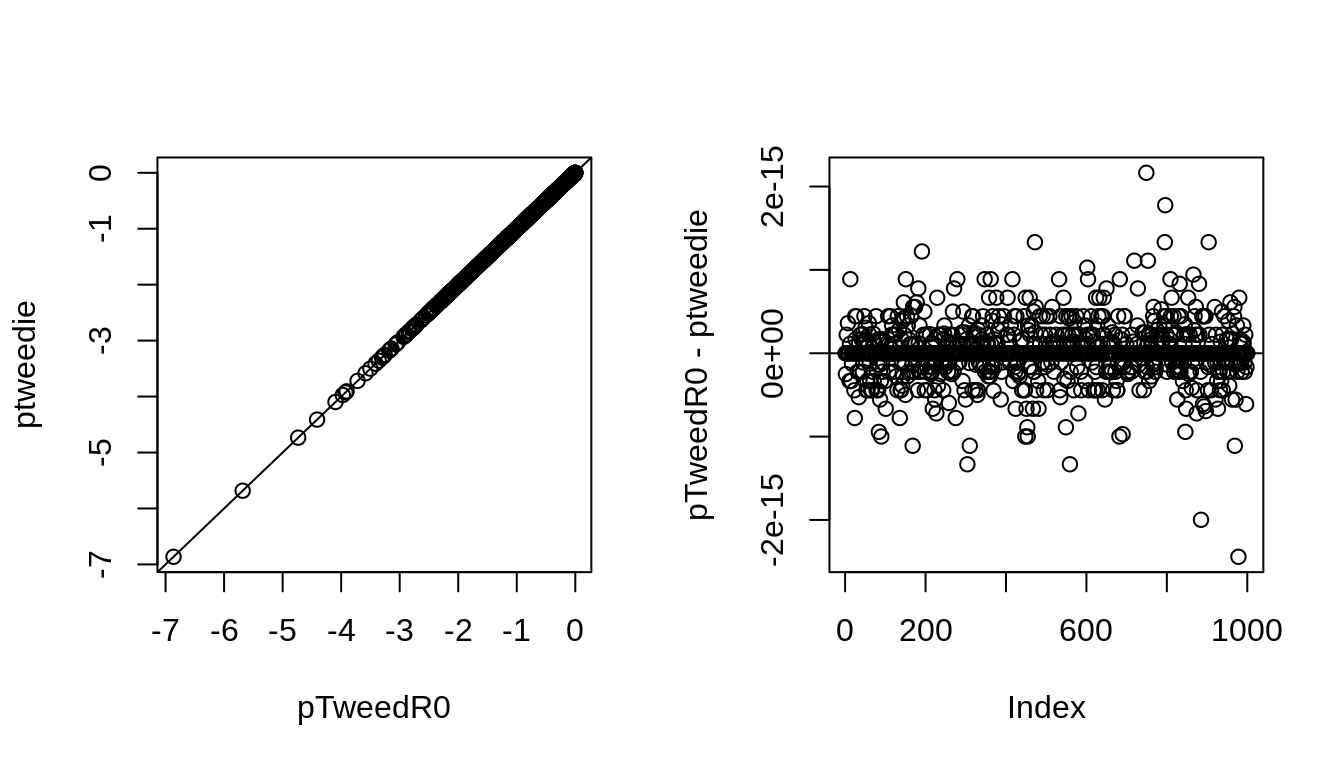 ptweedie
0
-1
-3
-5
-7
-7 -6 -5 -4 -3 -2 -1 0
pTweedR0
pTweedR0 - ptweedie
2e-15
0e+00
-2e-15
0 200 600 1000
Index